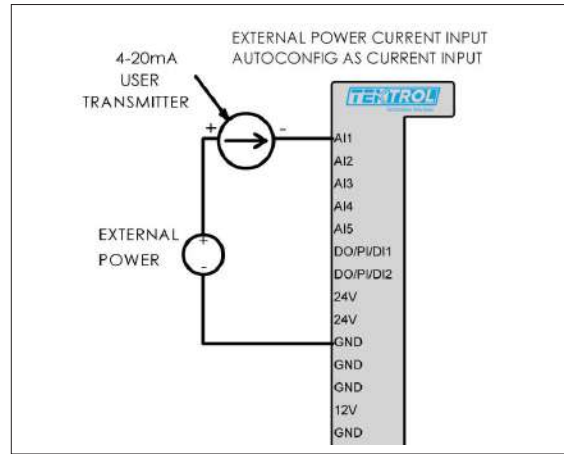 EXTERNAL POWER CURRENT INPUT
AUTOCONFIG AS CURRENT INPUT
4-20mA
USER
TRANSMITTER
TEKTROL
+
-
AI1
AI2
AI3
AI4
AI5
DO/PI/DI1
DO/PI/DI2
24V
24V
GND
GND
GND
12V
GND
EXTERNAL
POWER
+
-